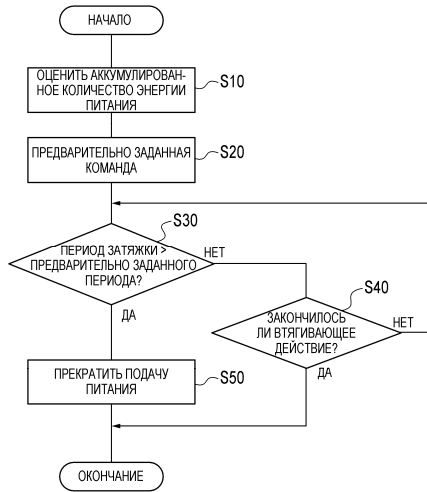 НАЧАЛО
ОЦЕНИТЬ АККУМУЛИРОВАН-
НОЕ КОЛИЧЕСТВО ЭНЕРГИИ
ПИТАНИЯ
S10
ПРЕДВАРИТЕЛЬНО ЗАДАННАЯ
КОМАНДА
S20
S30
ПЕРИОД ЗАТЯЖКИ >
ПРЕДВАРИТЕЛЬНО ЗАДАННОГО
ПЕРИОДА?
НЕТ
ДА
S40
ЗАКОНЧИЛОСЬ
ЛИ ВТЯГИВАЮЩЕЕ
ДЕЙСТВИЕ?
НЕТ
ДА
ПРЕКРАТИТЬ ПОДАЧУ
ПИТАНИЯ
S50
ОКОНЧАНИЕ